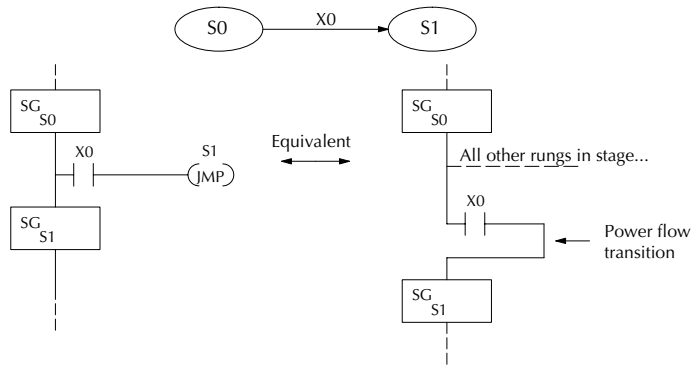 S0
X0
S1
SG
S0
X0
S1
JMP
SG
S1
Equivalent
SG
S0
All other rungs in stage...
X0
Power flow
transition
SG
S1